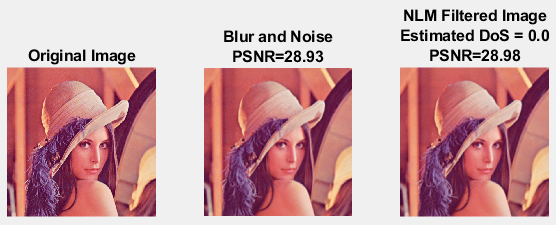 Original Image
Blur and Noise
PSNR=28.93
NLM Filtered Image
Estimated DoS = 0.0
PSNR=28.98